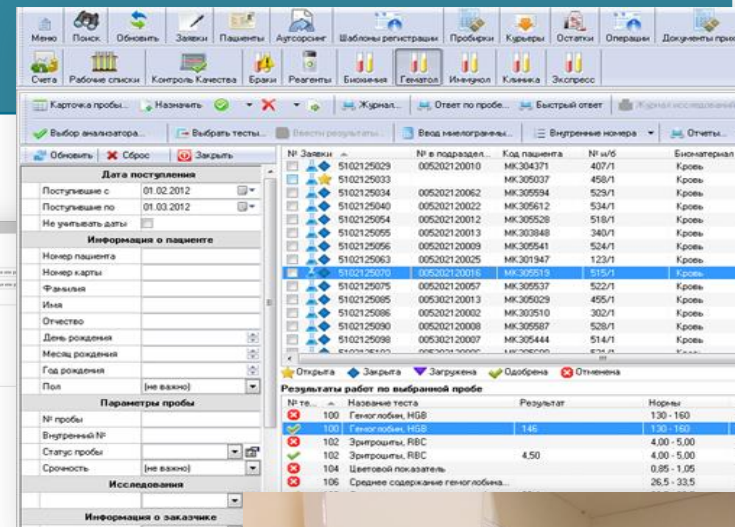 Меню Поиск Обновить Заявки Пациенты Аутсорсинг Шаблоны регистрации Пробирки Курьеры Остатки Операции Документы
Счета Рабочие списки Контроль Качества Браки Реагенты Биохимия Гематол Иммунол Клиника Экспресс
Карточка пробы... Назначить Журнал... Ответ по пробе... Быстрый ответ Журнал исследований
Выбор анализатора... Выбрать тесты... Ввести результаты... Ввод миелограммы... Внутренние номера Отчеты...
Обновить Сброс Закрыть
Дата поступления
Поступившие с 01.02.2012
Поступившие по 01.03.2012
Не учитывать даты
Информация о пациенте
Номер пациента
Номер карты
Фамилия
Имя
Отчество
День рождения
Месяц рождения
Год рождения
Пол [не важно]
Параметры пробы
№ пробы
Внутренний №
Статус пробы
Срочность [не важно]
Исследования
Информация о заказчике
№ Заявки № в подраздел... Код пациента № и/б Биоматериал
5102125029 005202120010 МК304371 407/1 Кровь
5102125033 МК305037 458/1 Кровь
5102125034 005202120062 МК305594 529/1 Кровь
5102125040 005202120022 МК305612 534/1 Кровь
5102125054 005202120012 МК305528 518/1 Кровь
5102125055 005202120013 МК303848 340/1 Кровь
5102125056 005202120009 МК305541 524/1 Кровь
5102125063 005202120025 МК301947 123/1 Кровь
5102125070 005202120016 МК305519 515/1 Кровь
5102125075 005202120057 МК305537 522/1 Кровь
5102125085 005302120013 МК305029 455/1 Кровь
5102125086 005202120002 МК303510 302/1 Кровь
5102125090 005202120008 МК305587 528/1 Кровь
5102125098 005302120007 МК305444 514/1 Кровь
Открыта Закрыта Загружена Одобрена Отменена
Результаты работ по выбранной пробе
№ те... Название теста Результат Нормы
100 Гемоглобин, HGB 130 - 160
100 Гемоглобин, HGB 146 130 - 160
102 Эритроциты, RBC 4,00 - 5,00
102 Эритроциты, RBC 4,50 4,00 - 5,00
104 Цветовой показатель 0,85 - 1,05
106 Среднее содержание гемоглобина... 26,5 - 33,5